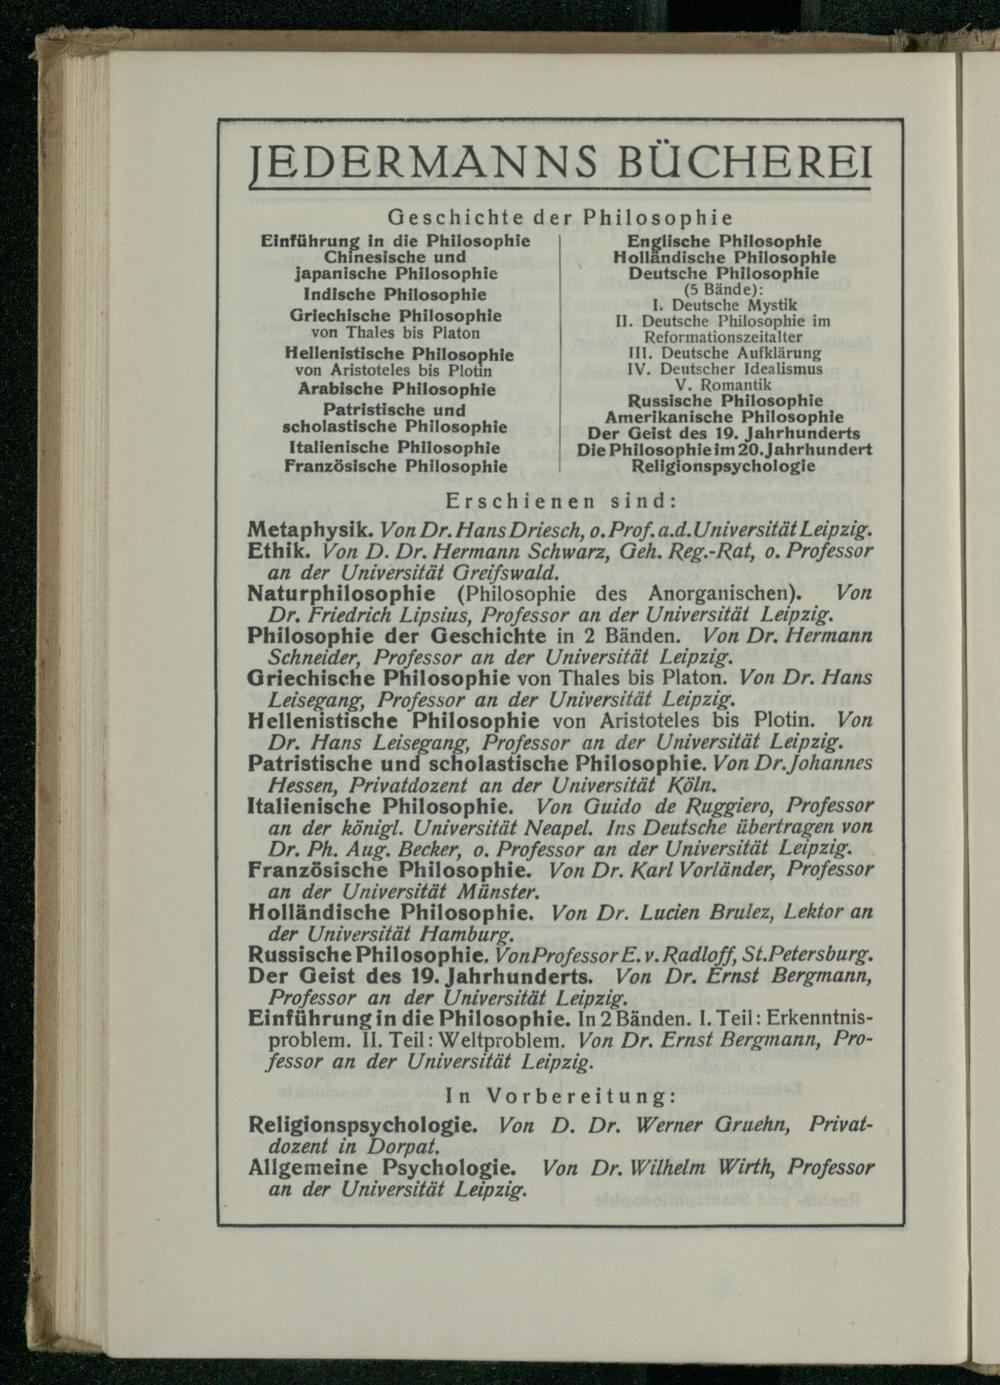 JEDERMANNS BÜCHEREI
Geschichte der Philosophie
Einführung in die Philosophie
Chinesische und
japanische Philosophie
Indische Philosophie
Griechische Philosophie
von Thales bis Platon
Hellenistische Philosophie
von Aristoteles bis Plotin
Arabische Philosophie
Patristische und
scholastische Philosophie
Italienische Philosophie
Französische Philosophie
Englische Philosophie
Holländische Philosophie
Deutsche Philosophie
(5 Bände):
I. Deutsche Mystik
II. Deutsche Philosophie im
Reformationszeitalter
III. Deutsche Aufklärung
IV. Deutscher Idealismus
V. Romantik
Russische Philosophie
Amerikanische Philosophie
Der Geist des 19. Jahrhunderts
Die Philosophie im 20. Jahrhundert
Religionspsychologie
Erschienen sind:
Metaphysik. Von Dr. Hans Driesch, o. Prof. a. d. Universität Leipzig.
Ethik. Von D. Dr. Hermann Schwarz, Geh. Reg.-Rat, o. Professor
an der Universität Greifswald.
Naturphilosophie (Philosophie des Anorganischen). Von
Dr. Friedrich Lipsius, Professor an der Universität Leipzig.
Philosophie der Geschichte in 2 Bänden. Von Dr. Hermann
Schneider, Professor an der Universität Leipzig.
Griechische Philosophie von Thales bis Platon. Von Dr. Hans
Leisegang, Professor an der Universität Leipzig.
Hellenistische Philosophie von Aristoteles bis Plotin. Von
Dr. Hans Leisegang, Professor an der Universität Leipzig.
Patristische und scholastische Philosophie. Von Dr. Johannes
Hessen, Privatdozent an der Universität Köln.
Italienische Philosophie. Von Guido de Ruggiero, Professor
an der königl. Universität Neapel. Ins Deutsche übertragen von
Dr. Ph. Aug. Becker, o. Professor an der Universität Leipzig.
Französische Philosophie. Von Dr. Karl Vorländer, Professor
an der Universität Münster.
Holländische Philosophie. Von Dr. Lucien Brulez, Lektor an
der Universität Hamburg.
Russische Philosophie. Von Professor E. v. Radloff, St. Petersburg.
Der Geist des 19. Jahrhunderts. Von Dr. Ernst Bergmann,
Professor an der Universität Leipzig.
Einführung in die Philosophie. In 2 Bänden. I. Teil: Erkenntnis-
problem. II. Teil: Weltproblem. Von Dr. Ernst Bergmann, Pro-
fessor an der Universität Leipzig.
In Vorbereitung:
Religionspsychologie. Von D. Dr. Werner Gruehn, Privat-
dozent in Dorpat.
Allgemeine Psychologie. Von Dr. Wilhelm Wirth, Professor
an der Universität Leipzig.